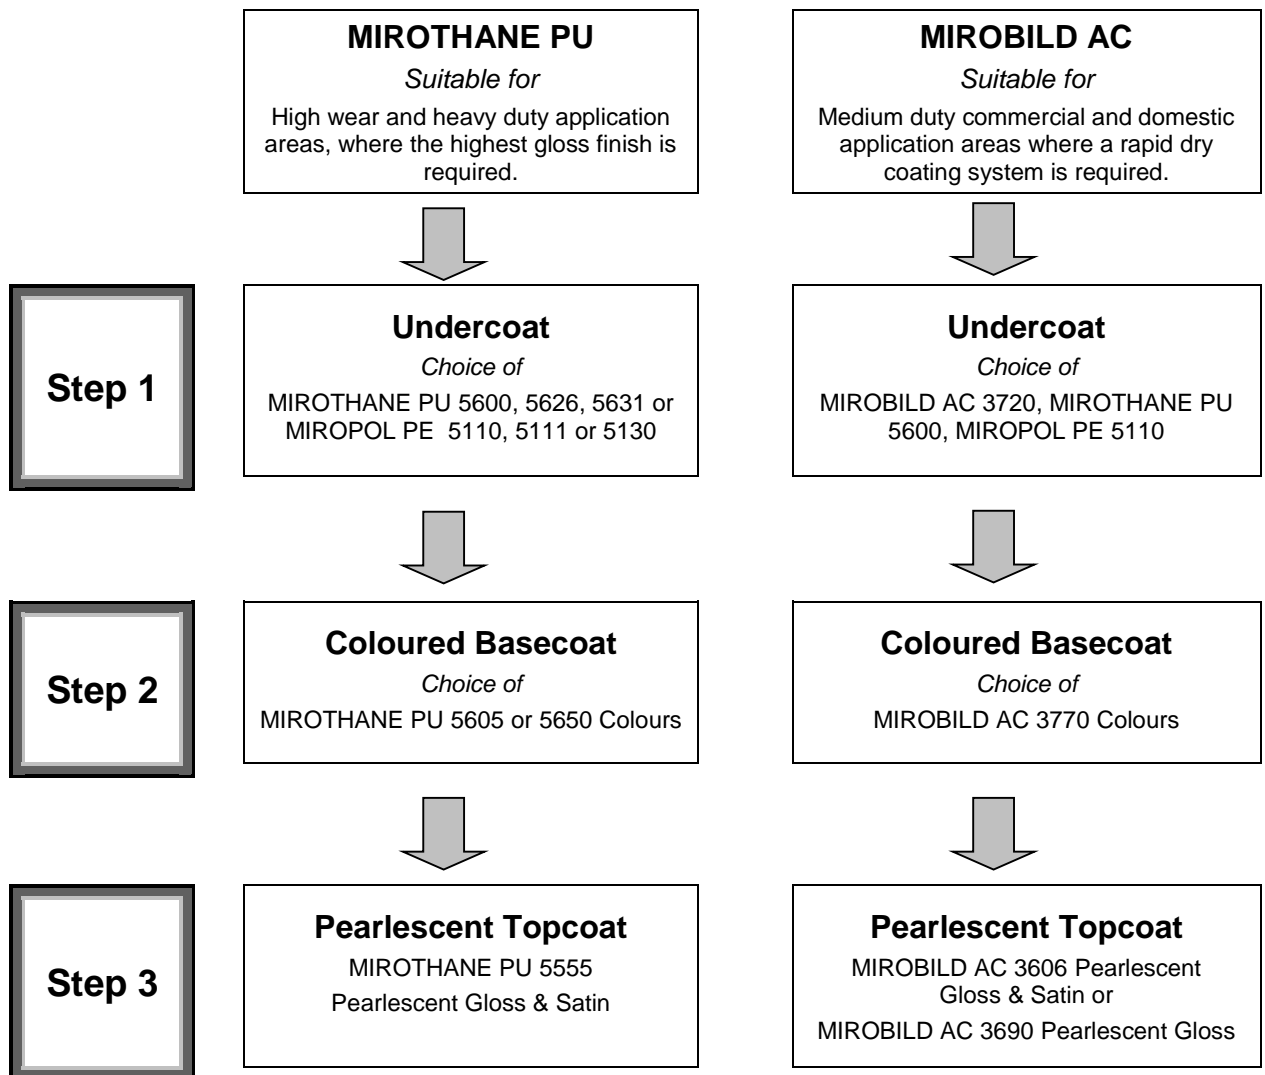 MIROTHANE PU
Suitable for
High wear and heavy duty application
areas, where the highest gloss finish is
required.
MIROBILD AC
Suitable for
Medium duty commercial and domestic
application areas where a rapid dry
coating system is required.
Step 1
Undercoat
Choice of
MIROTHANE PU 5600, 5626, 5631 or
MIROPOL PE 5110, 5111 or 5130
Undercoat
Choice of
MIROBILD AC 3720, MIROTHANE PU
5600, MIROPOL PE 5110
Step 2
Coloured Basecoat
Choice of
MIROTHANE PU 5605 or 5650 Colours
Coloured Basecoat
Choice of
MIROBILD AC 3770 Colours
Step 3
Pearlescent Topcoat
MIROTHANE PU 5555
Pearlescent Gloss & Satin
Pearlescent Topcoat
MIROBILD AC 3606 Pearlescent
Gloss & Satin or
MIROBILD AC 3690 Pearlescent Gloss